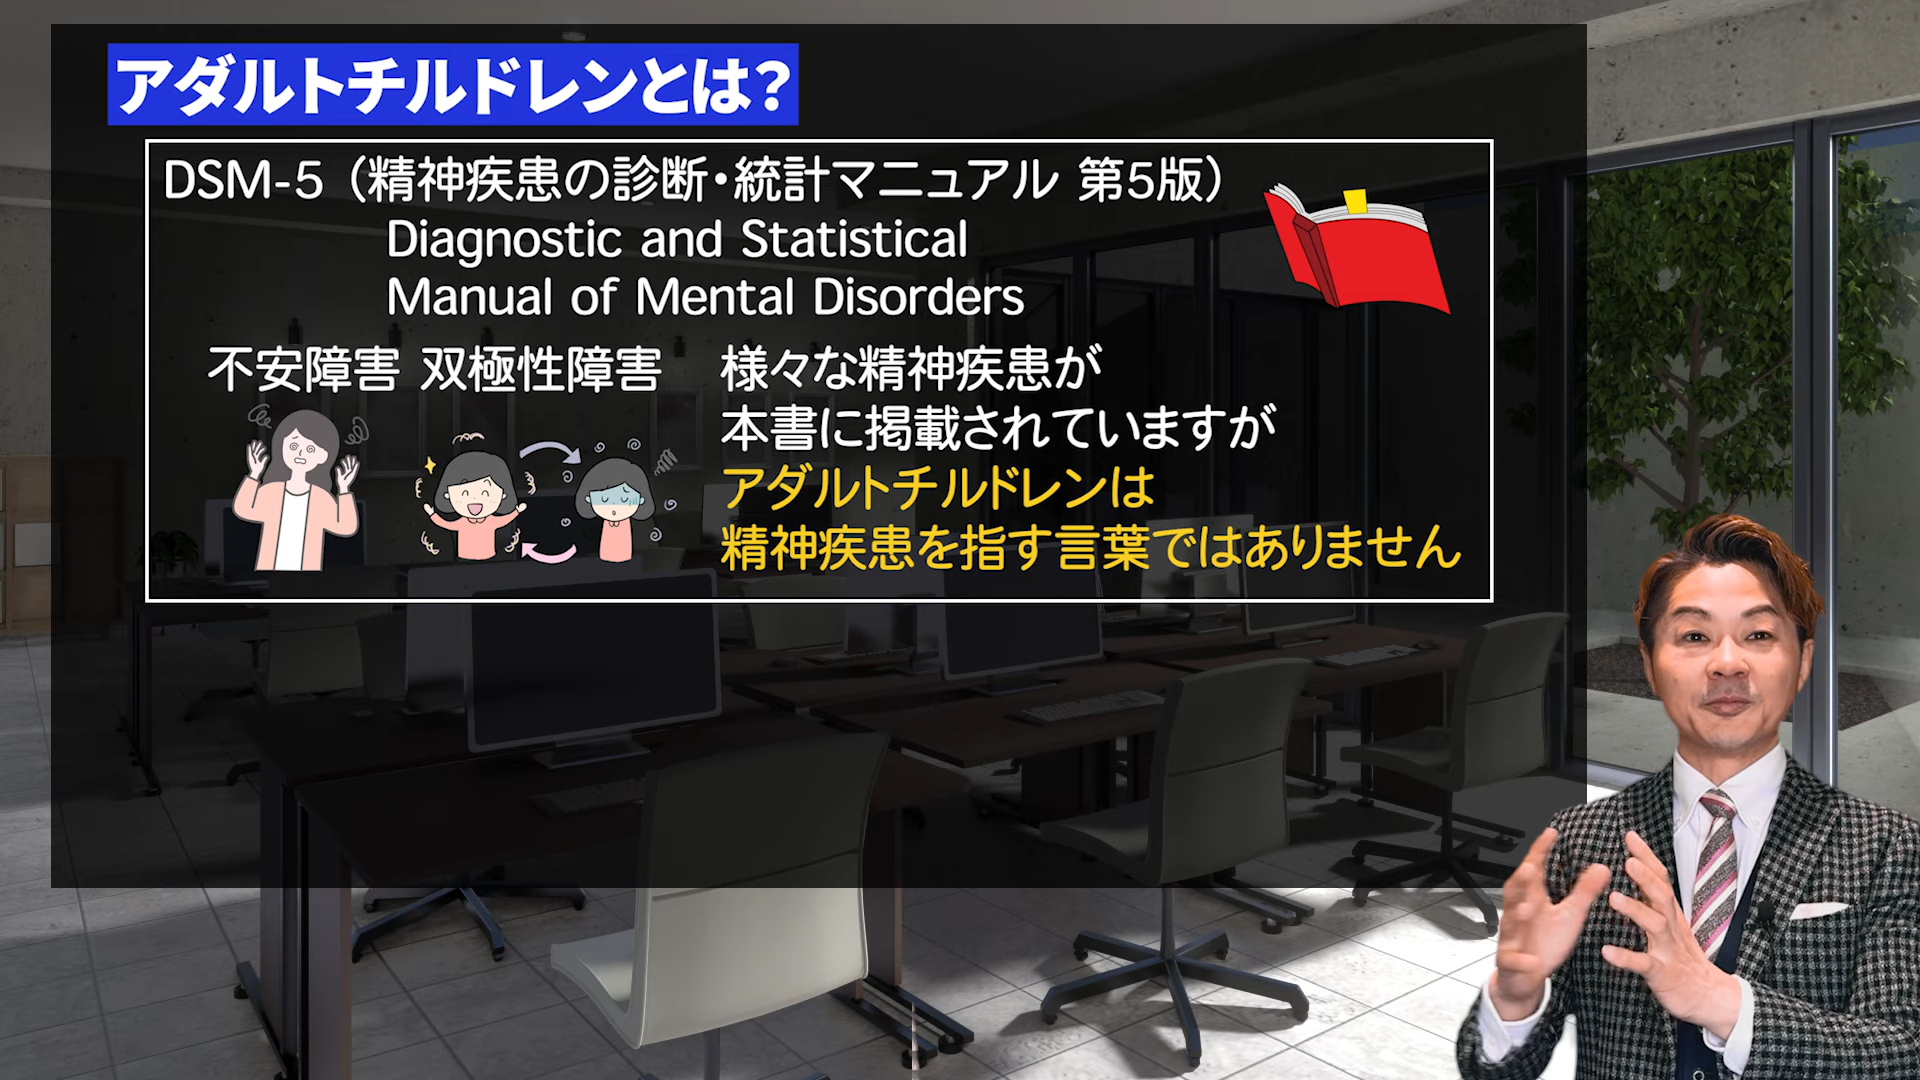 アダルトチルドレンとは？
DSM-5（精神疾患の診断・統計マニュアル 第5版）
Diagnostic and Statistical
Manual of Mental Disorders
不安障害 双極性障害
様々な精神疾患が
本書に掲載されていますが
アダルトチルドレンは
精神疾患を指す言葉ではありません